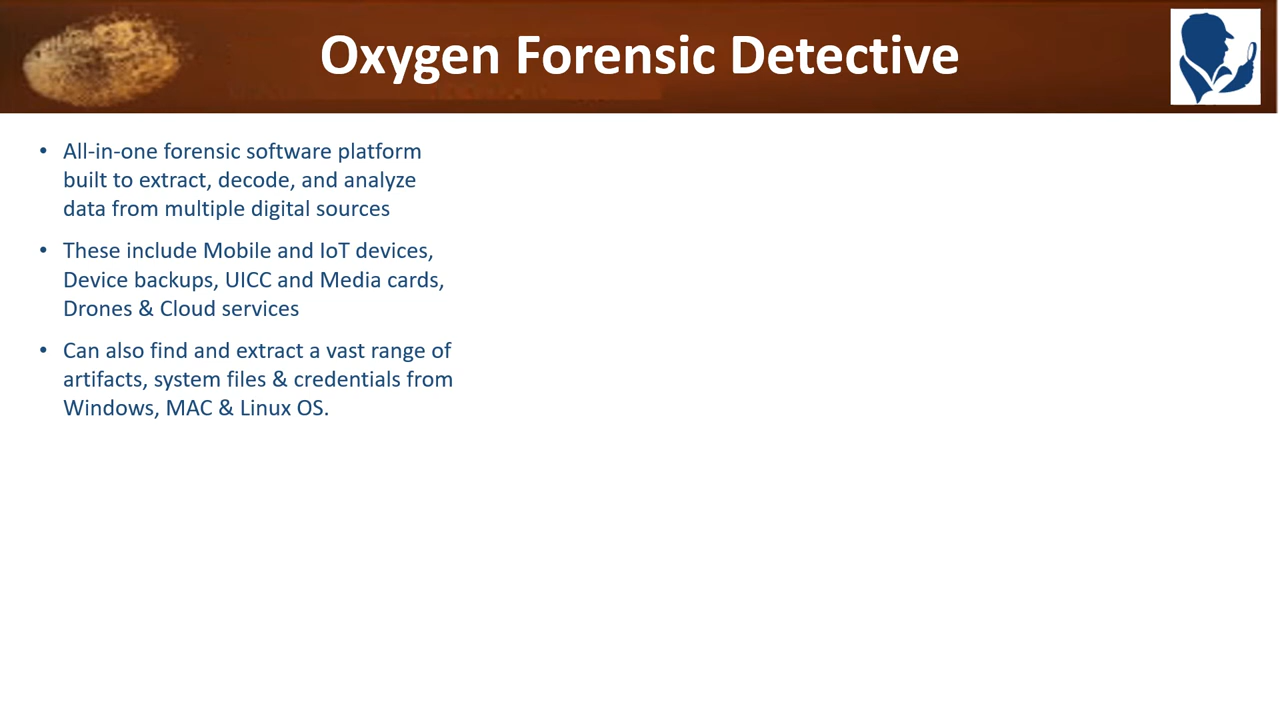 Oxygen Forensic Detective
• All-in-one forensic software platform
built to extract, decode, and analyze
data from multiple digital sources
• These include Mobile and IoT devices,
Device backups, UICC and Media cards,
Drones & Cloud services
• Can also find and extract a vast range of
artifacts, system files & credentials from
Windows, MAC & Linux OS.